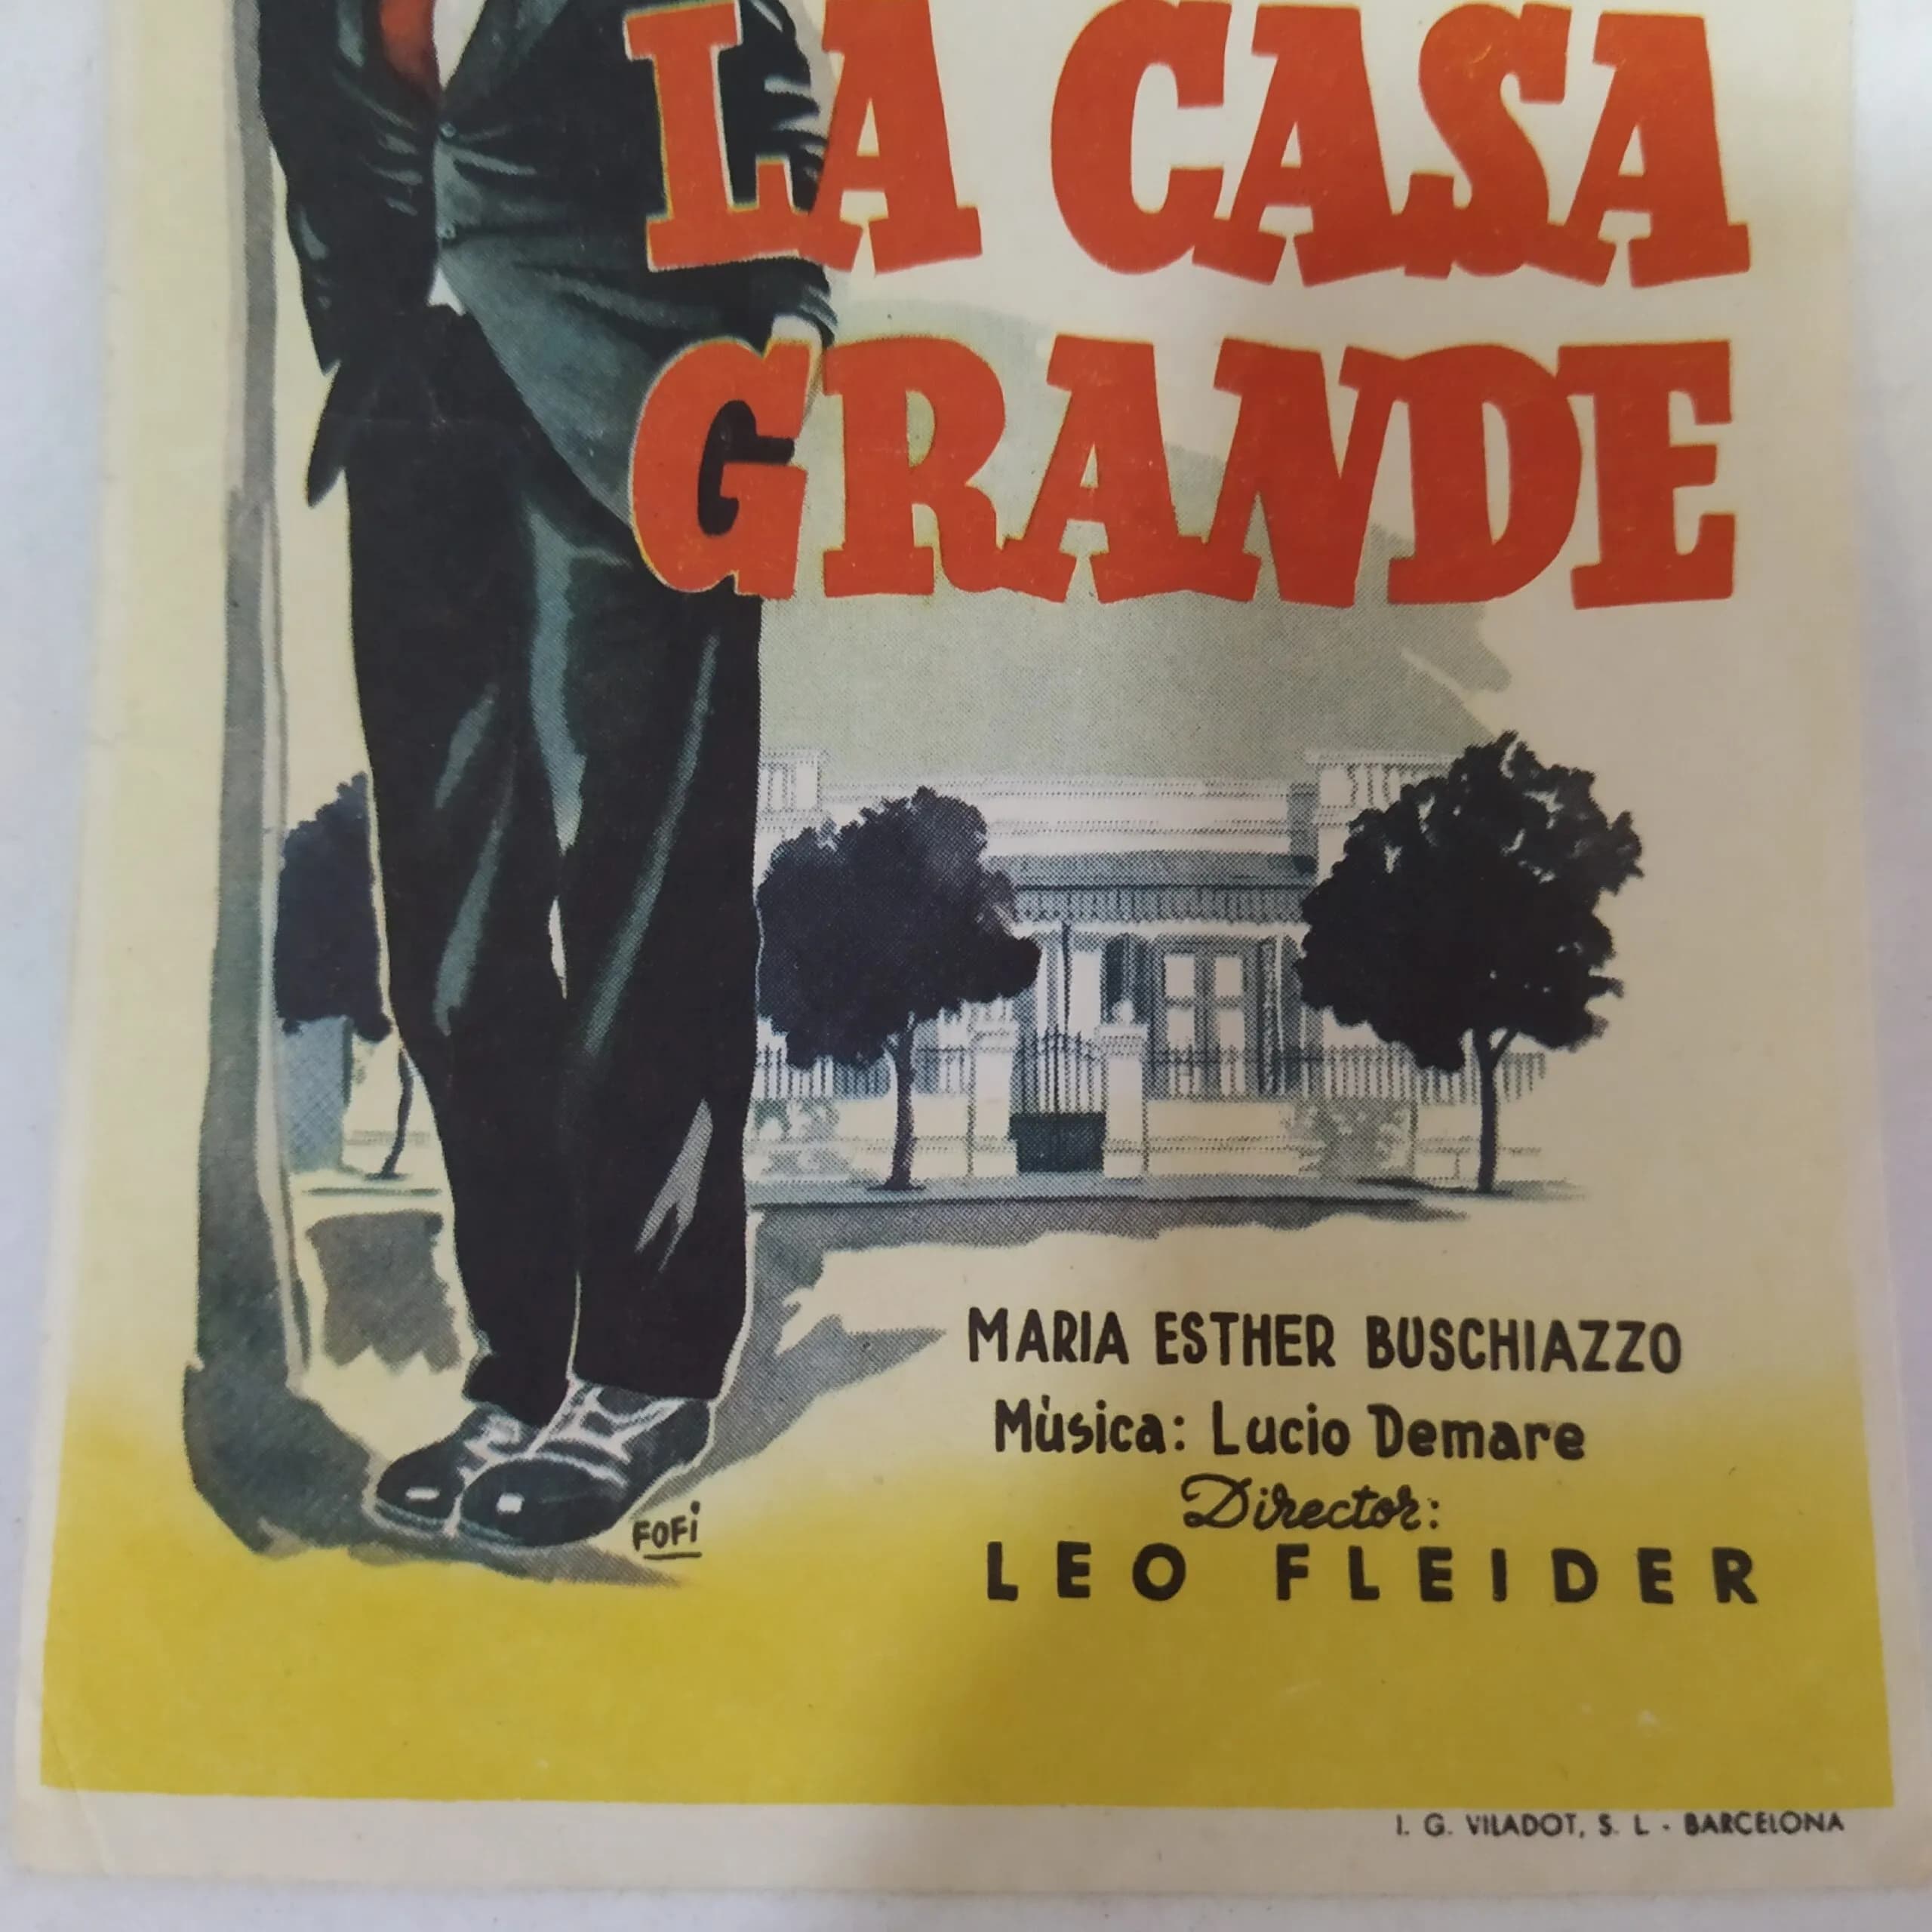 LA CASA
GRANDE
MARIA ESTHER BUSCHIAZZO
Mùsica: Lucio Demare
Director:
LEO FLEIDER
FOFI
I. G. VILADOT, S. L - BARCELONA